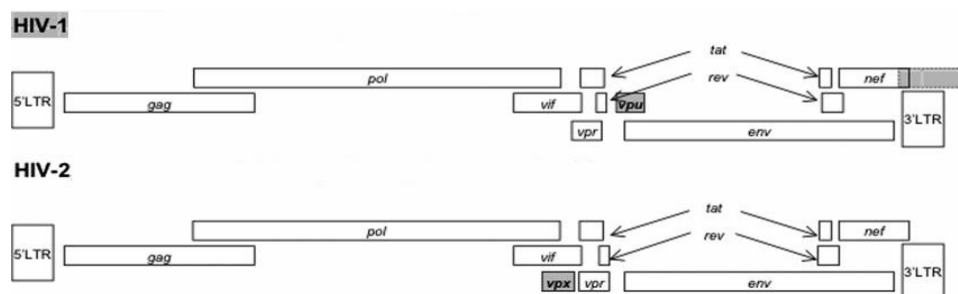 HIV-1
tat
pol
nef
5'LTR
rev
gag
vif
vpu
3'LTR
vpr
env
HIV-2
tat
pol
nef
rev
5'LTR
gag
vif
3'LTR
vpx
vpr
env